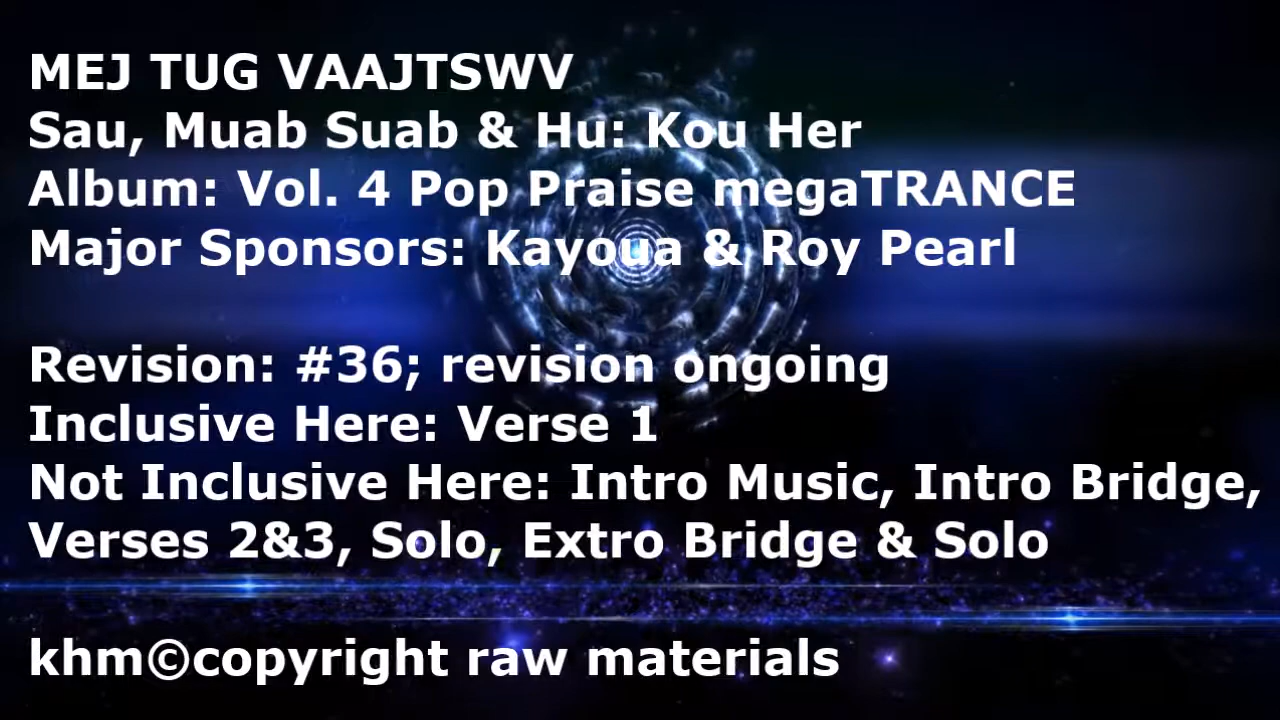 MEJ TUG VAAJTSWV
Sau, Muab Suab & Hu: Kou Her
Album: Vol. 4 Pop Praise megaTRANCE
Major Sponsors: Kayoua & Roy Pearl
Revision: #36; revision ongoing
Inclusive Here: Verse 1
Not Inclusive Here: Intro Music, Intro Bridge,
Verses 2&3, Solo, Extro Bridge & Solo
khm©copyright raw materials